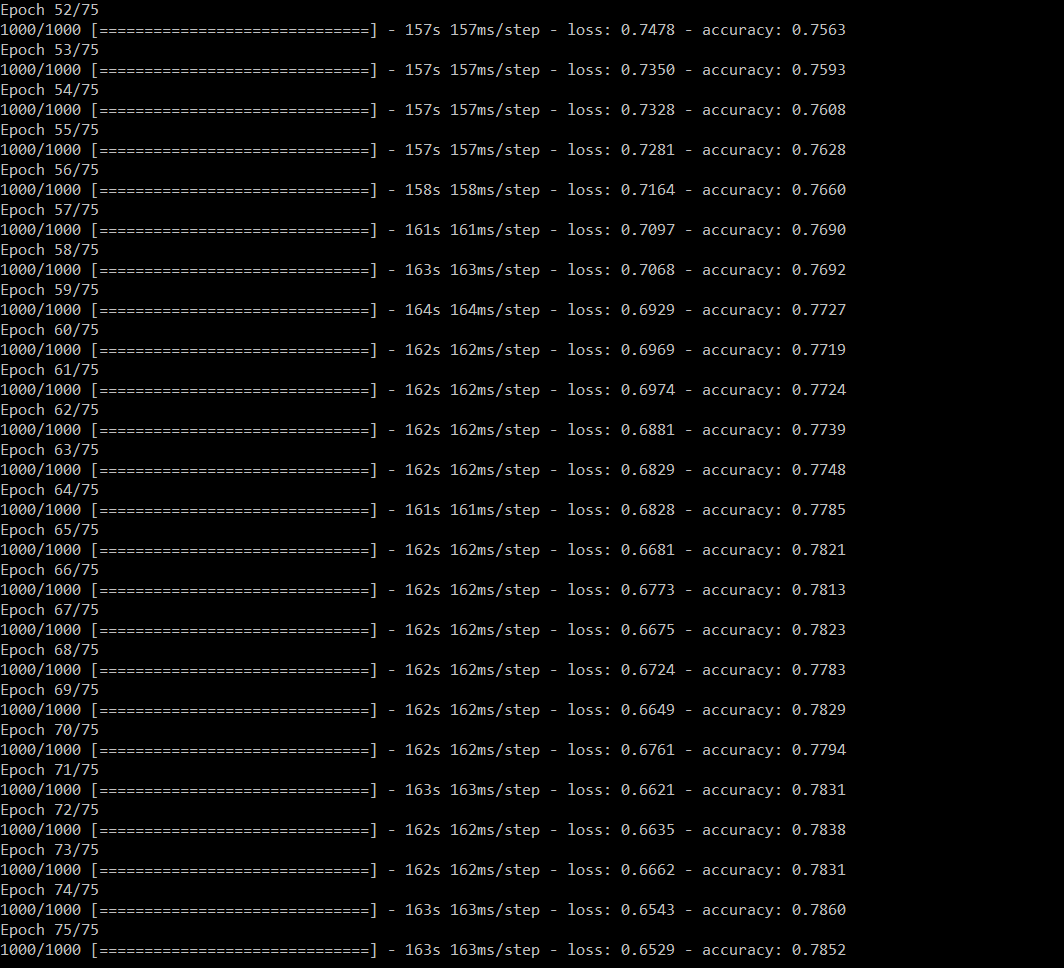 Epoch 52/75
1000/1000 [==============================] - 157s 157ms/step - loss: 0.7478 - accuracy: 0.7563
Epoch 53/75
1000/1000 [==============================] - 157s 157ms/step - loss: 0.7350 - accuracy: 0.7593
Epoch 54/75
1000/1000 [==============================] - 157s 157ms/step - loss: 0.7328 - accuracy: 0.7608
Epoch 55/75
1000/1000 [==============================] - 157s 157ms/step - loss: 0.7281 - accuracy: 0.7628
Epoch 56/75
1000/1000 [==============================] - 158s 158ms/step - loss: 0.7164 - accuracy: 0.7660
Epoch 57/75
1000/1000 [==============================] - 161s 161ms/step - loss: 0.7097 - accuracy: 0.7690
Epoch 58/75
1000/1000 [==============================] - 163s 163ms/step - loss: 0.7068 - accuracy: 0.7692
Epoch 59/75
1000/1000 [==============================] - 164s 164ms/step - loss: 0.6929 - accuracy: 0.7727
Epoch 60/75
1000/1000 [==============================] - 162s 162ms/step - loss: 0.6969 - accuracy: 0.7719
Epoch 61/75
1000/1000 [==============================] - 162s 162ms/step - loss: 0.6974 - accuracy: 0.7724
Epoch 62/75
1000/1000 [==============================] - 162s 162ms/step - loss: 0.6881 - accuracy: 0.7739
Epoch 63/75
1000/1000 [==============================] - 162s 162ms/step - loss: 0.6829 - accuracy: 0.7748
Epoch 64/75
1000/1000 [==============================] - 161s 161ms/step - loss: 0.6828 - accuracy: 0.7785
Epoch 65/75
1000/1000 [==============================] - 162s 162ms/step - loss: 0.6681 - accuracy: 0.7821
Epoch 66/75
1000/1000 [==============================] - 162s 162ms/step - loss: 0.6773 - accuracy: 0.7813
Epoch 67/75
1000/1000 [==============================] - 162s 162ms/step - loss: 0.6675 - accuracy: 0.7823
Epoch 68/75
1000/1000 [==============================] - 162s 162ms/step - loss: 0.6724 - accuracy: 0.7783
Epoch 69/75
1000/1000 [==============================] - 162s 162ms/step - loss: 0.6649 - accuracy: 0.7829
Epoch 70/75
1000/1000 [==============================] - 162s 162ms/step - loss: 0.6761 - accuracy: 0.7794
Epoch 71/75
1000/1000 [==============================] - 163s 163ms/step - loss: 0.6621 - accuracy: 0.7831
Epoch 72/75
1000/1000 [==============================] - 162s 162ms/step - loss: 0.6635 - accuracy: 0.7838
Epoch 73/75
1000/1000 [==============================] - 162s 162ms/step - loss: 0.6662 - accuracy: 0.7831
Epoch 74/75
1000/1000 [==============================] - 163s 163ms/step - loss: 0.6543 - accuracy: 0.7860
Epoch 75/75
1000/1000 [==============================] - 163s 163ms/step - loss: 0.6529 - accuracy: 0.7852